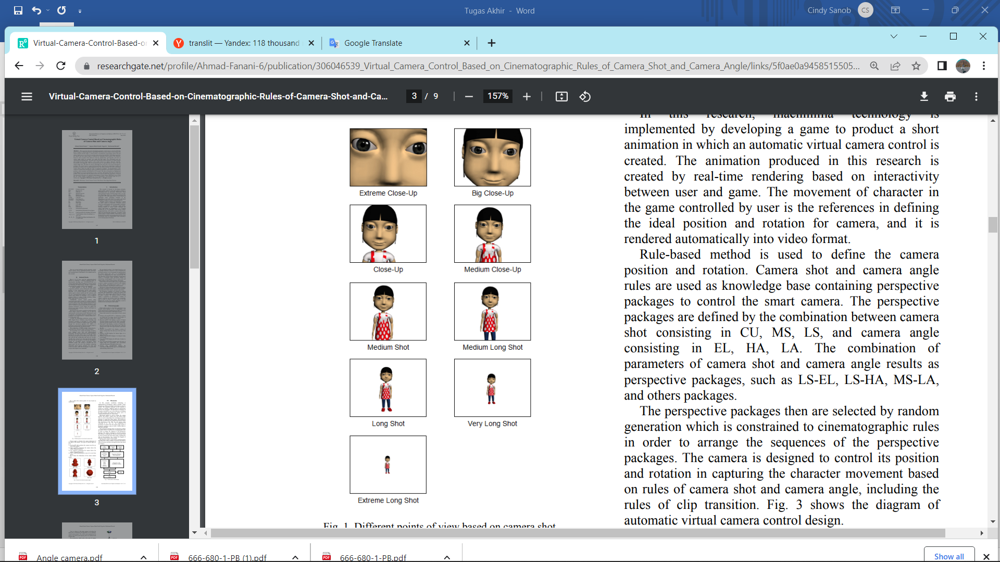 Tugas Akhir - Word
Cindy Sanob
CS
Virtual-Camera-Control-Based-o
translit — Yandex: 118 thousand
Google Translate
researchgate.net/profile/Ahmad-Fanani-6/publication/306046539_Virtual_Camera_Control_Based_on_Cinematographic_Rules_of_Camera_Shot_and_Camera_Angle/links/5f0ae0a9458515505...
Virtual-Camera-Control-Based-on-Cinematographic-Rules-of-Camera-Shot-and-Ca...
3 / 9
157%
1
2
3
Extreme Close-Up
Big Close-Up
Close-Up
Medium Close-Up
Medium Shot
Medium Long Shot
Long Shot
Very Long Shot
Extreme Long Shot
Fig. 1. Different points of view based on camera shot
In this research, machinima technology is
implemented by developing a game to product a short
animation in which an automatic virtual camera control is
created. The animation produced in this research is
created by real-time rendering based on interactivity
between user and game. The movement of character in
the game controlled by user is the references in defining
the ideal position and rotation for camera, and it is
rendered automatically into video format.
Rule-based method is used to define the camera
position and rotation. Camera shot and camera angle
rules are used as knowledge base containing perspective
packages to control the smart camera. The perspective
packages are defined by the combination between camera
shot consisting in CU, MS, LS, and camera angle
consisting in EL, HA, LA. The combination of
parameters of camera shot and camera angle results as
perspective packages, such as LS-EL, LS-HA, MS-LA,
and others packages.
The perspective packages then are selected by random
generation which is constrained to cinematographic rules
in order to arrange the sequences of the perspective
packages. The camera is designed to control its position
and rotation in capturing the character movement based
on rules of camera shot and camera angle, including the
rules of clip transition. Fig. 3 shows the diagram of
automatic virtual camera control design.
Angle camera.pdf
666-680-1-PB (1).pdf
666-680-1-PB.pdf
Show all